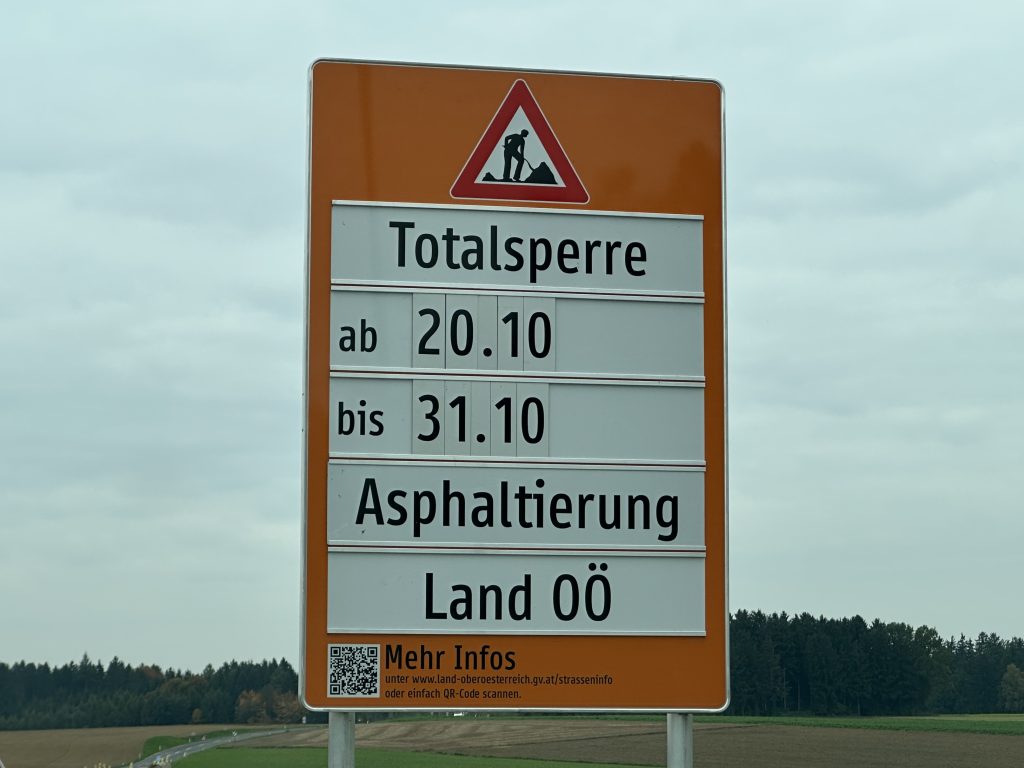 Totalsperre
ab 20.10
bis 31.10
Asphaltierung
Land OÖ
Mehr Infos
unter www.land-oberoesterreich.gv.at/strasseninfo
oder einfach QR-Code scannen.